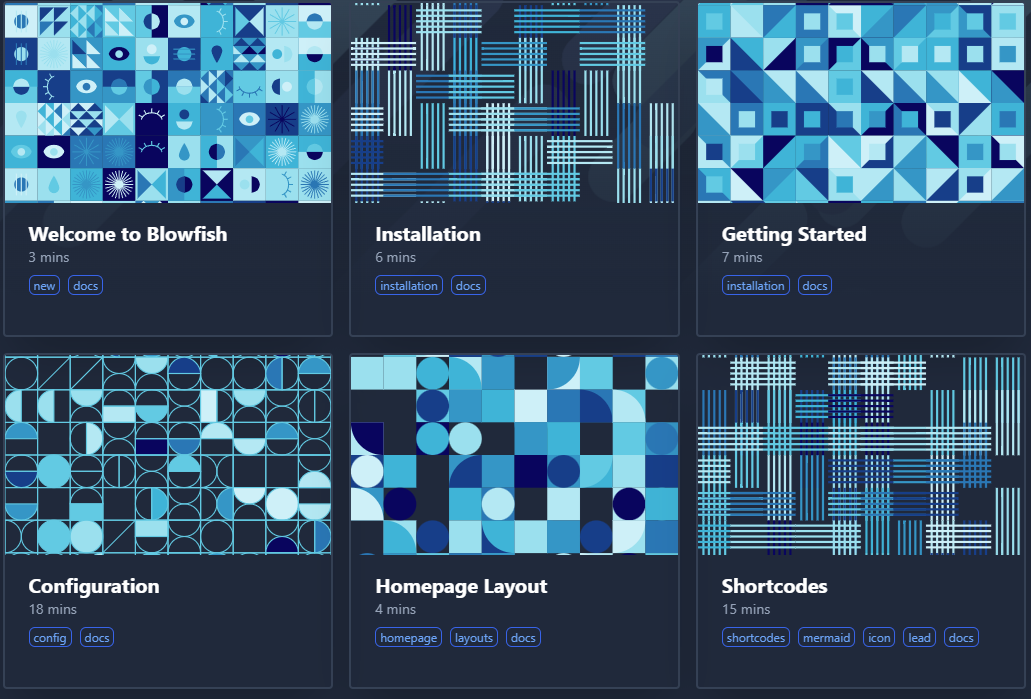 Welcome to Blowfish
3 mins
new docs
Installation
6 mins
installation docs
Getting Started
7 mins
installation docs
Configuration
18 mins
config docs
Homepage Layout
4 mins
homepage layouts docs
Shortcodes
15 mins
shortcodes mermaid icon lead docs